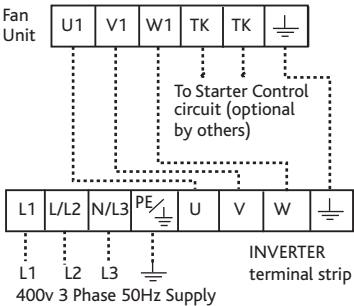 Fan
Unit
U1 V1 W1 TK TK
To Starter Control
circuit (optional
by others)
L1 L/L2 N/L3 PE/ U V W
INVERTER
terminal strip
L1 L2 L3
400v 3 Phase 50Hz Supply